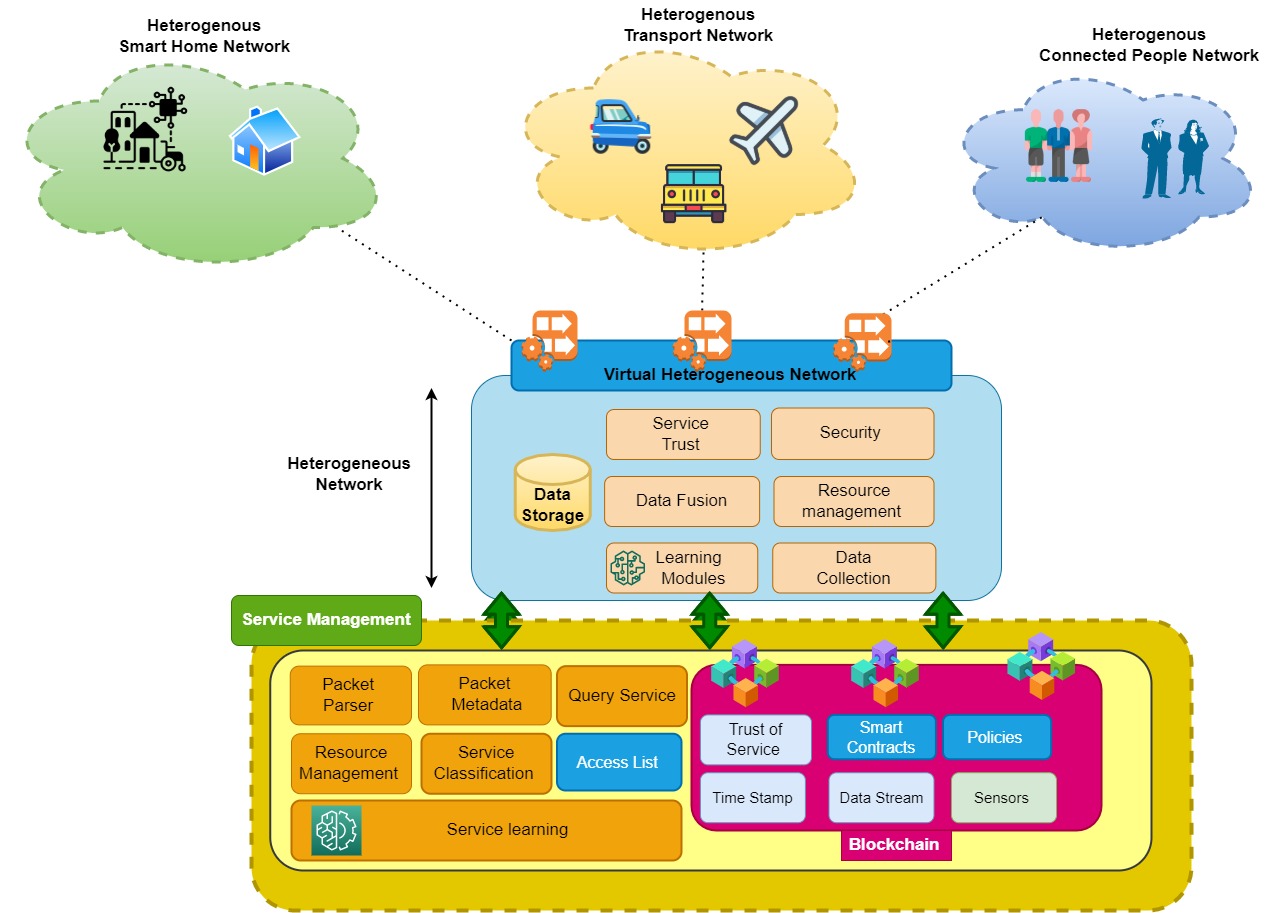 Heterogenous
Smart Home Network
Heterogenous
Transport Network
Heterogenous
Connected People Network
Virtual Heterogeneous Network
Heterogeneous
Network
Data
Storage
Service
Trust
Security
Data Fusion
Resource
management
Learning
Modules
Data
Collection
Service Management
Packet
Parser
Packet
Metadata
Query Service
Resource
Management
Service
Classification
Access List
Service learning
Trust of
Service
Smart
Contracts
Policies
Time Stamp
Data Stream
Sensors
Blockchain